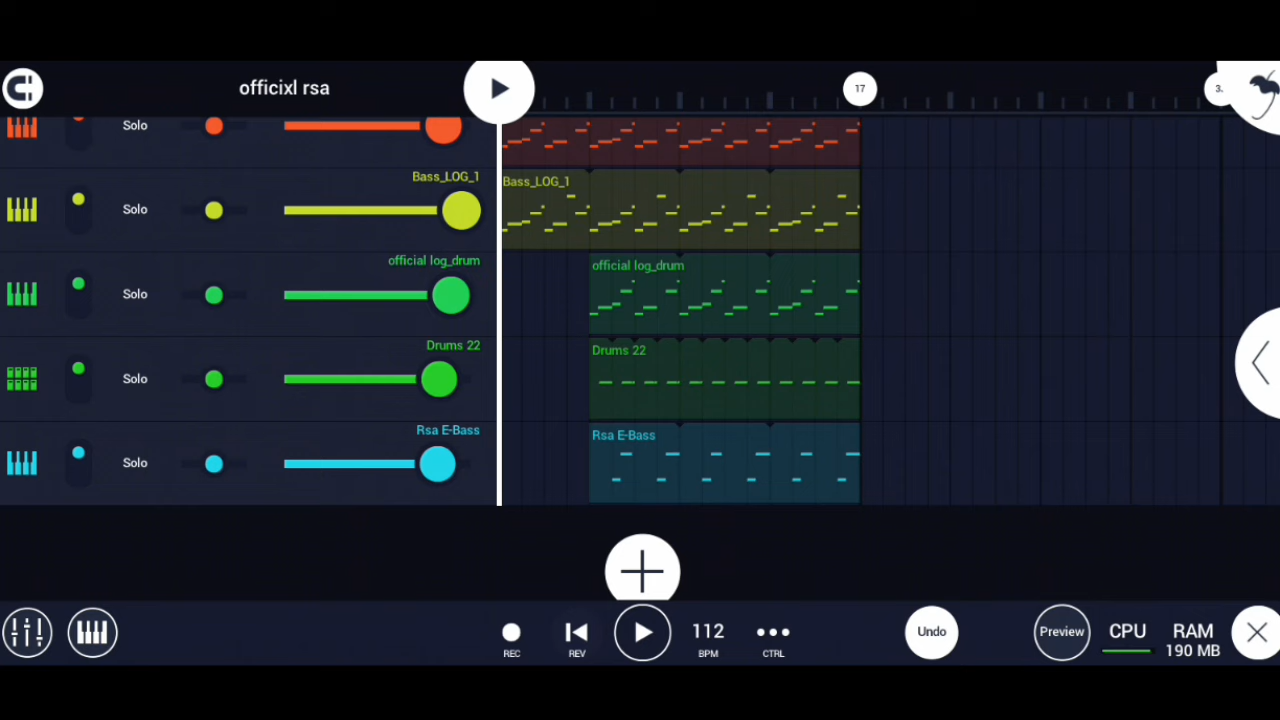 officixl rsa
17
3.
Solo
Bass_LOG_1
Bass_LOG_1
Solo
official log_drum
official log_drum
Solo
Drums 22
Drums 22
Solo
Rsa E-Bass
Rsa E-Bass
Solo
REC
REV
112
BPM
CTRL
Undo
Preview
CPU
RAM
190 MB